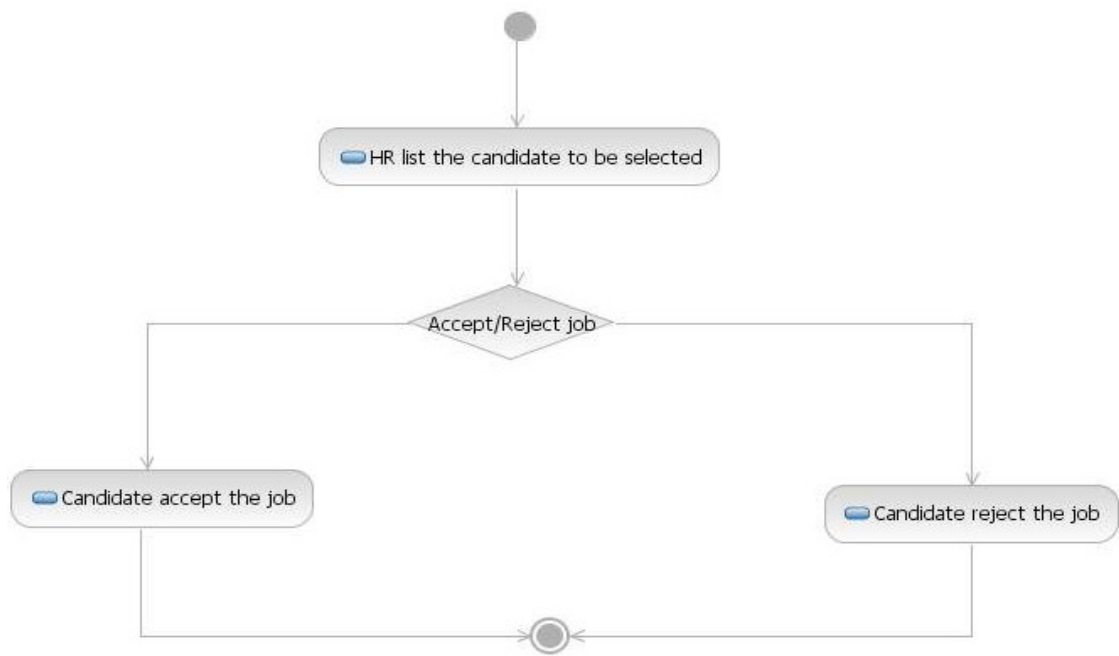 HR list the candidate to be selected
Accept/Reject job
Candidate accept the job
Candidate reject the job